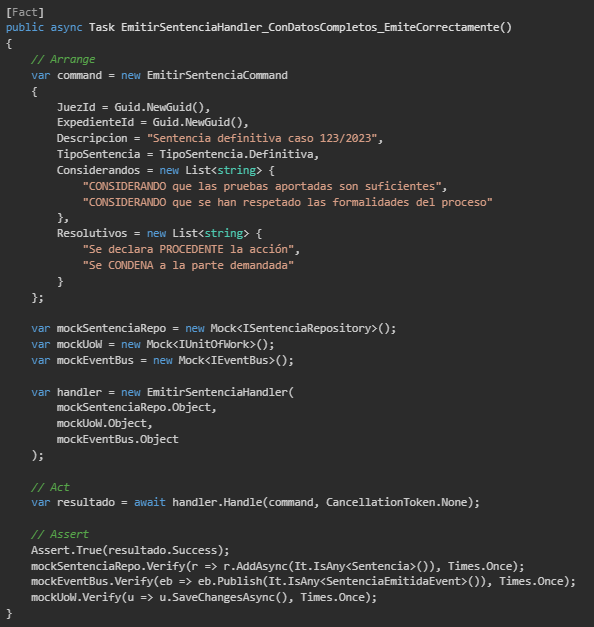 [Fact]
public async Task EmitirSentenciaHandler_ConDatosCompletos_EmiteCorrectamente()
{
    // Arrange
    var command = new EmitirSentenciaCommand
    {
        JuezId = Guid.NewGuid(),
        ExpedienteId = Guid.NewGuid(),
        Descripcion = "Sentencia definitiva caso 123/2023",
        TipoSentencia = TipoSentencia.Definitiva,
        Considerandos = new List<string> {
            "CONSIDERANDO que las pruebas aportadas son suficientes",
            "CONSIDERANDO que se han respetado las formalidades del proceso"
        },
        Resolutivos = new List<string> {
            "Se declara PROCEDENTE la acción",
            "Se CONDENA a la parte demandada"
        }
    };

    var mockSentenciaRepo = new Mock<ISentenciaRepository>();
    var mockUoW = new Mock<IUnitOfWork>();
    var mockEventBus = new Mock<IEventBus>();

    var handler = new EmitirSentenciaHandler(
        mockSentenciaRepo.Object,
        mockUoW.Object,
        mockEventBus.Object
    );

    // Act
    var resultado = await handler.Handle(command, CancellationToken.None);

    // Assert
    Assert.True(resultado.Success);
    mockSentenciaRepo.Verify(r => r.AddAsync(It.IsAny<Sentencia>()), Times.Once);
    mockEventBus.Verify(eb => eb.Publish(It.IsAny<SentenciaEmitidaEvent>()), Times.Once);
    mockUoW.Verify(u => u.SaveChangesAsync(), Times.Once);
}